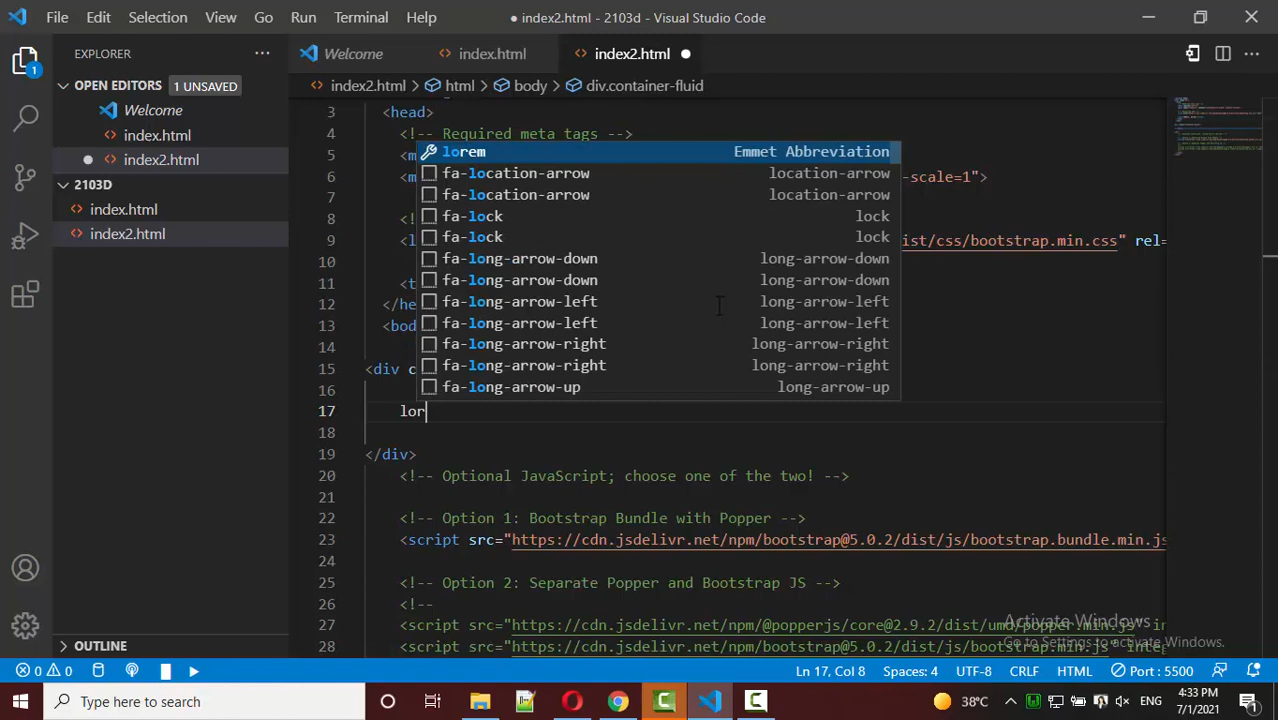 File Edit Selection View Go Run Terminal Help ● index2.html - 2103d - Visual Studio Code
EXPLORER ···
Welcome index.html index2.html ●
OPEN EDITORS 1 UNSAVED
index2.html > html > body > div.container-fluid
1
Welcome
index.html
● index2.html
2103D
index.html
index2.html
OUTLINE
3 <head>
4 <!-- Required meta tags -->
lorem Emmet Abbreviation
5 <m
fa-location-arrow location-arrow
6 <m -scale=1">
fa-location-arrow location-arrow
7
fa-lock lock
8 <!
fa-lock lock
9 <l ist/css/bootstrap.min.css" rel=
fa-long-arrow-down long-arrow-down
10
fa-long-arrow-down long-arrow-down
11 <t
fa-long-arrow-left long-arrow-left
12 </he
fa-long-arrow-left long-arrow-left
13 <bod
fa-long-arrow-right long-arrow-right
14
fa-long-arrow-right long-arrow-right
15 <div c
fa-long-arrow-up long-arrow-up
16
17 lor
18
19 </div>
20 <!-- Optional JavaScript; choose one of the two! -->
21
22 <!-- Option 1: Bootstrap Bundle with Popper -->
23 <script src="https://cdn.jsdelivr.net/npm/bootstrap@5.0.2/dist/js/bootstrap.bundle.min.js
24
25 <!-- Option 2: Separate Popper and Bootstrap JS -->
26 <!--
27 <script src="https://cdn.jsdelivr.net/npm/@popperjs/core@2.9.2/dist/umd/popper.min.js" in
28 <script src="https://cdn.jsdelivr.net/npm/bootstrap@5.0.2/dist/js/bootstrap.min.js" integ
Activate Windows
Go to Settings to activate Windows.
0 0 Ln 17, Col 8 Spaces: 4 UTF-8 CRLF HTML Port : 5500
Type here to search 38°C ENG 4:33 PM
7/1/2021 1